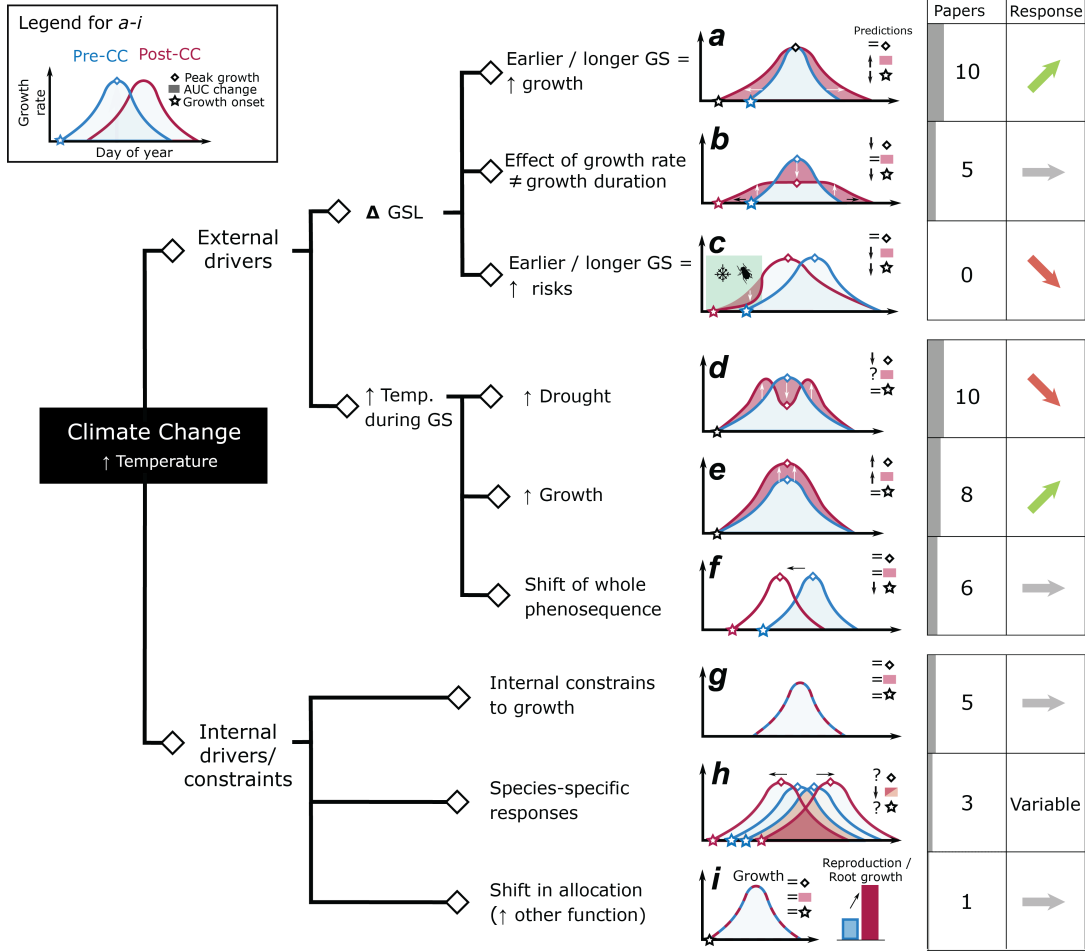 Legend for a-i
Pre-CC Post-CC
Growth
rate
Peak growth
AUC change
Growth onset
Day of year
Papers Response
Climate Change
↑ Temperature
External
drivers
Δ GSL
Earlier / longer GS =
↑ growth
a
Predictions
=
↑
↓
10
Effect of growth rate
≠ growth duration
b
↓
=
↓
5
Earlier / longer GS =
↑ risks
c
=
↓
↓
0
↑ Temp.
during GS
↑ Drought
d
↓
?
=
10
↑ Growth
e
↑
↑
=
8
Shift of whole
phenosequence
f
=
=
↓
6
Internal
drivers/
constraints
Internal constrains
to growth
g
=
=
=
5
Species-specific
responses
h
?
↓
?
3
Variable
Shift in allocation
(↑ other function)
i
Growth
=
=
=
Reproduction /
Root growth
1